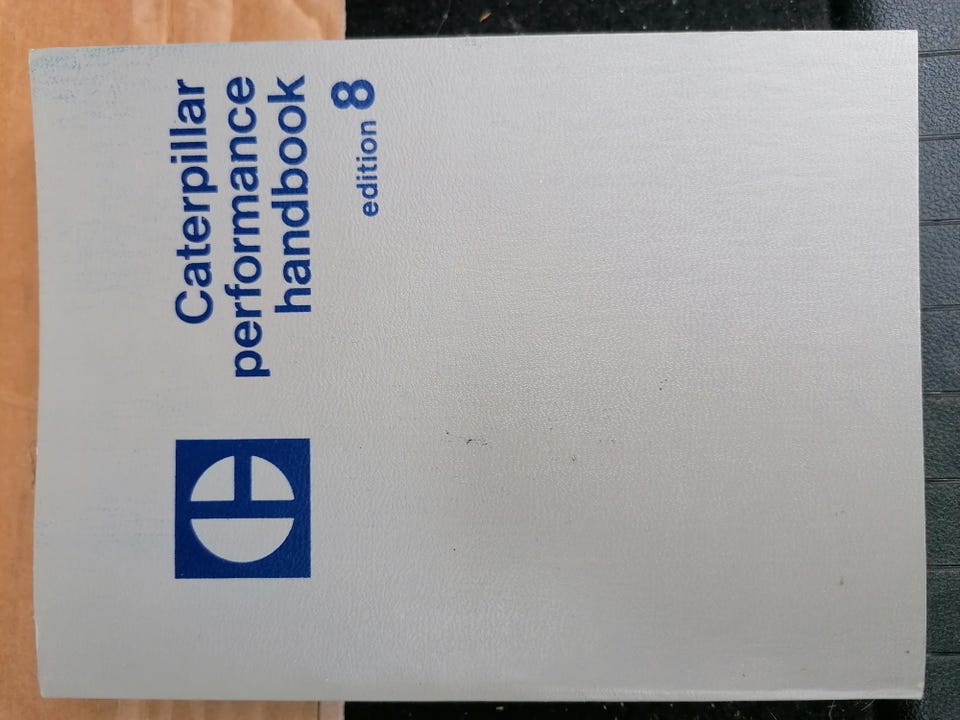 Caterpillar
performance
handbook
edition 8